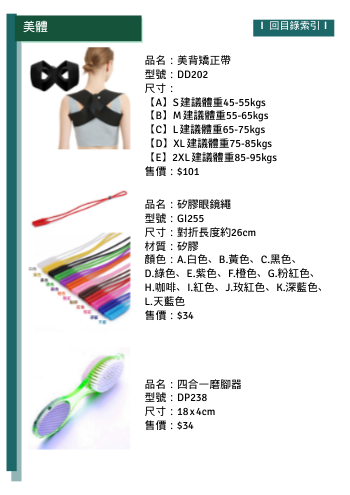 美體
I 回目錄索引 I
品名：美背矯正帶
型號：DD202
尺寸：
【A】S 建議體重45-55kgs
【B】M 建議體重55-65kgs
【C】L 建議體重65-75kgs
【D】XL 建議體重75-85kgs
【E】2XL 建議體重85-95kgs
售價：$101
品名：矽膠眼鏡繩
型號：GI255
尺寸：對折長度約26cm
材質：矽膠
顏色：A.白色、B.黃色、C.黑色、
D.綠色、E.紫色、F.橙色、G.粉紅色、
H.咖啡、I.紅色、J.玫紅色、K.深藍色、
L.天藍色
售價：$34
品名：四合一磨腳器
型號：DP238
尺寸：18x4cm
售價：$34